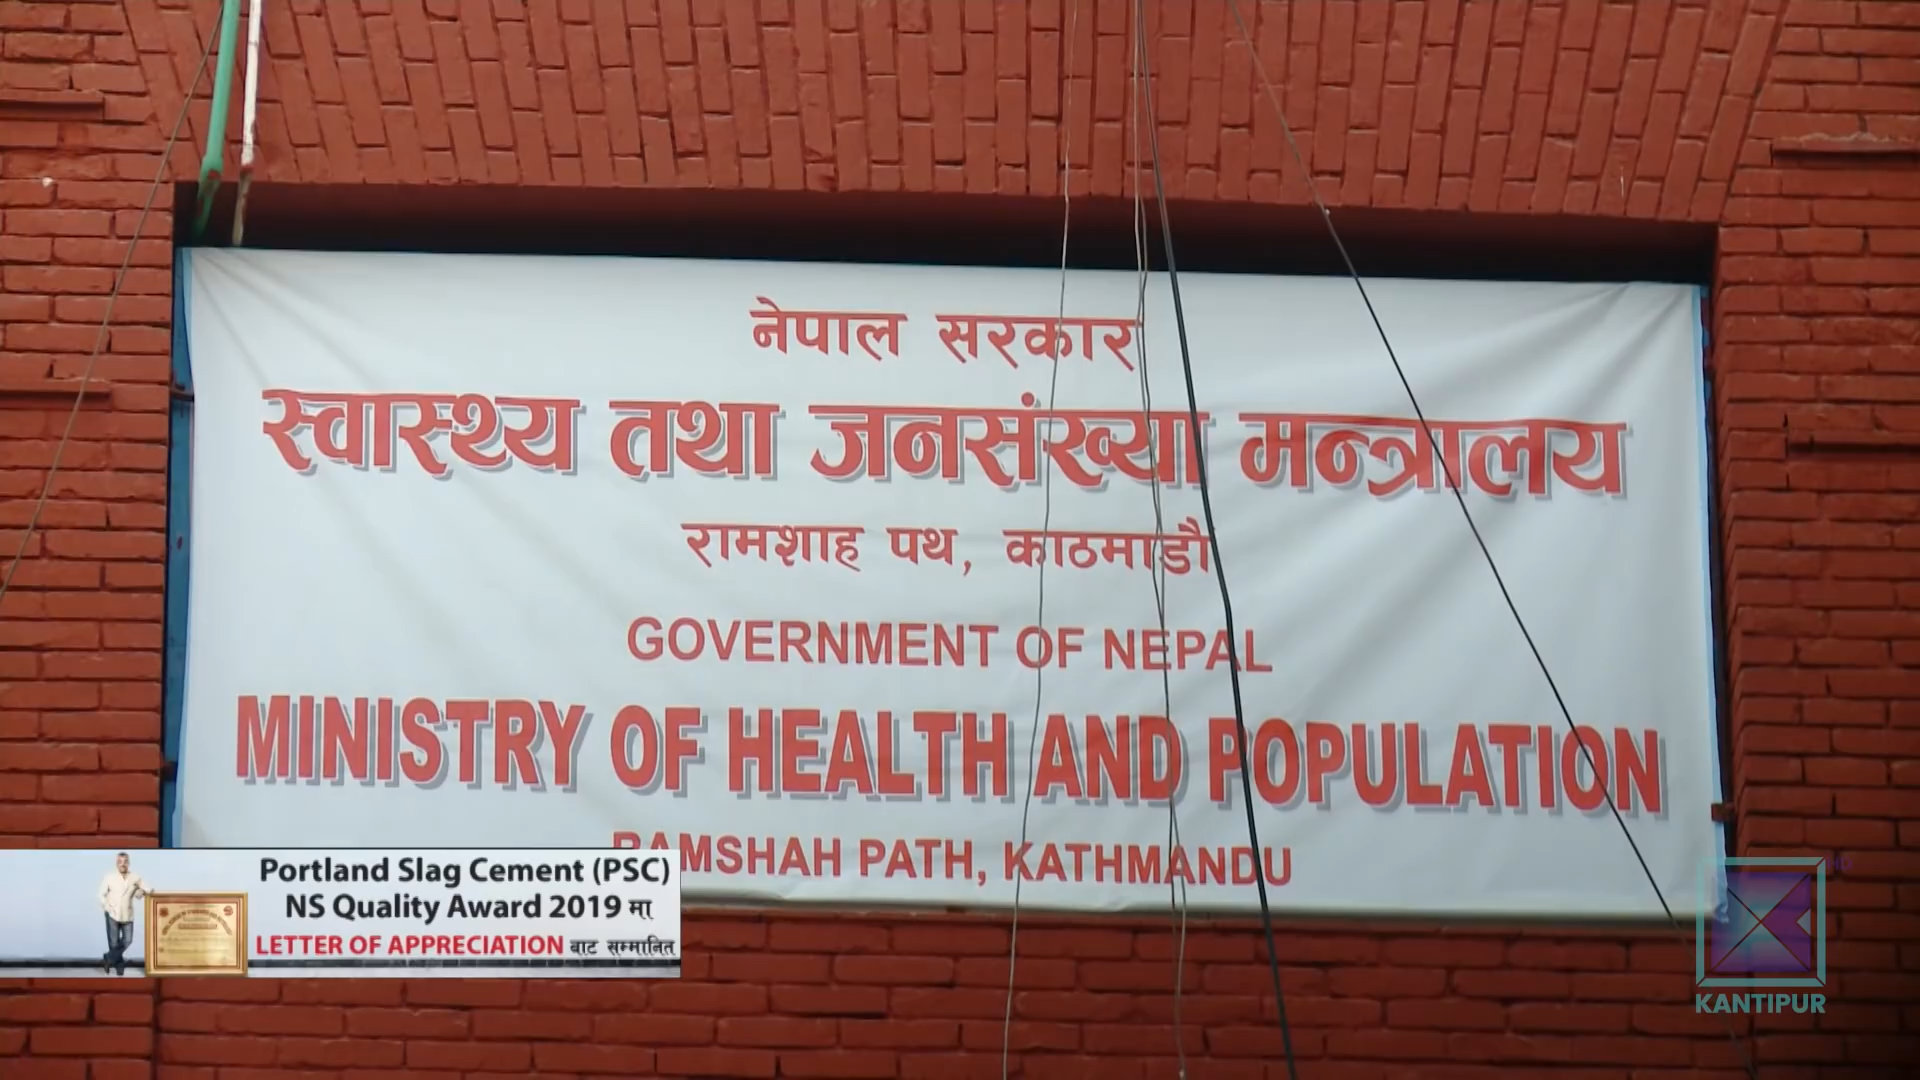 नेपाल सरकार
स्वास्थ्य तथा जनसंख्या मन्त्रालय
रामशाह पथ, काठमाडौं
GOVERNMENT OF NEPAL
MINISTRY OF HEALTH AND POPULATION
RAMSHAH PATH, KATHMANDU
Portland Slag Cement (PSC)
NS Quality Award 2019 मा
LETTER OF APPRECIATION बाट सम्मानित
HD
KANTIPUR